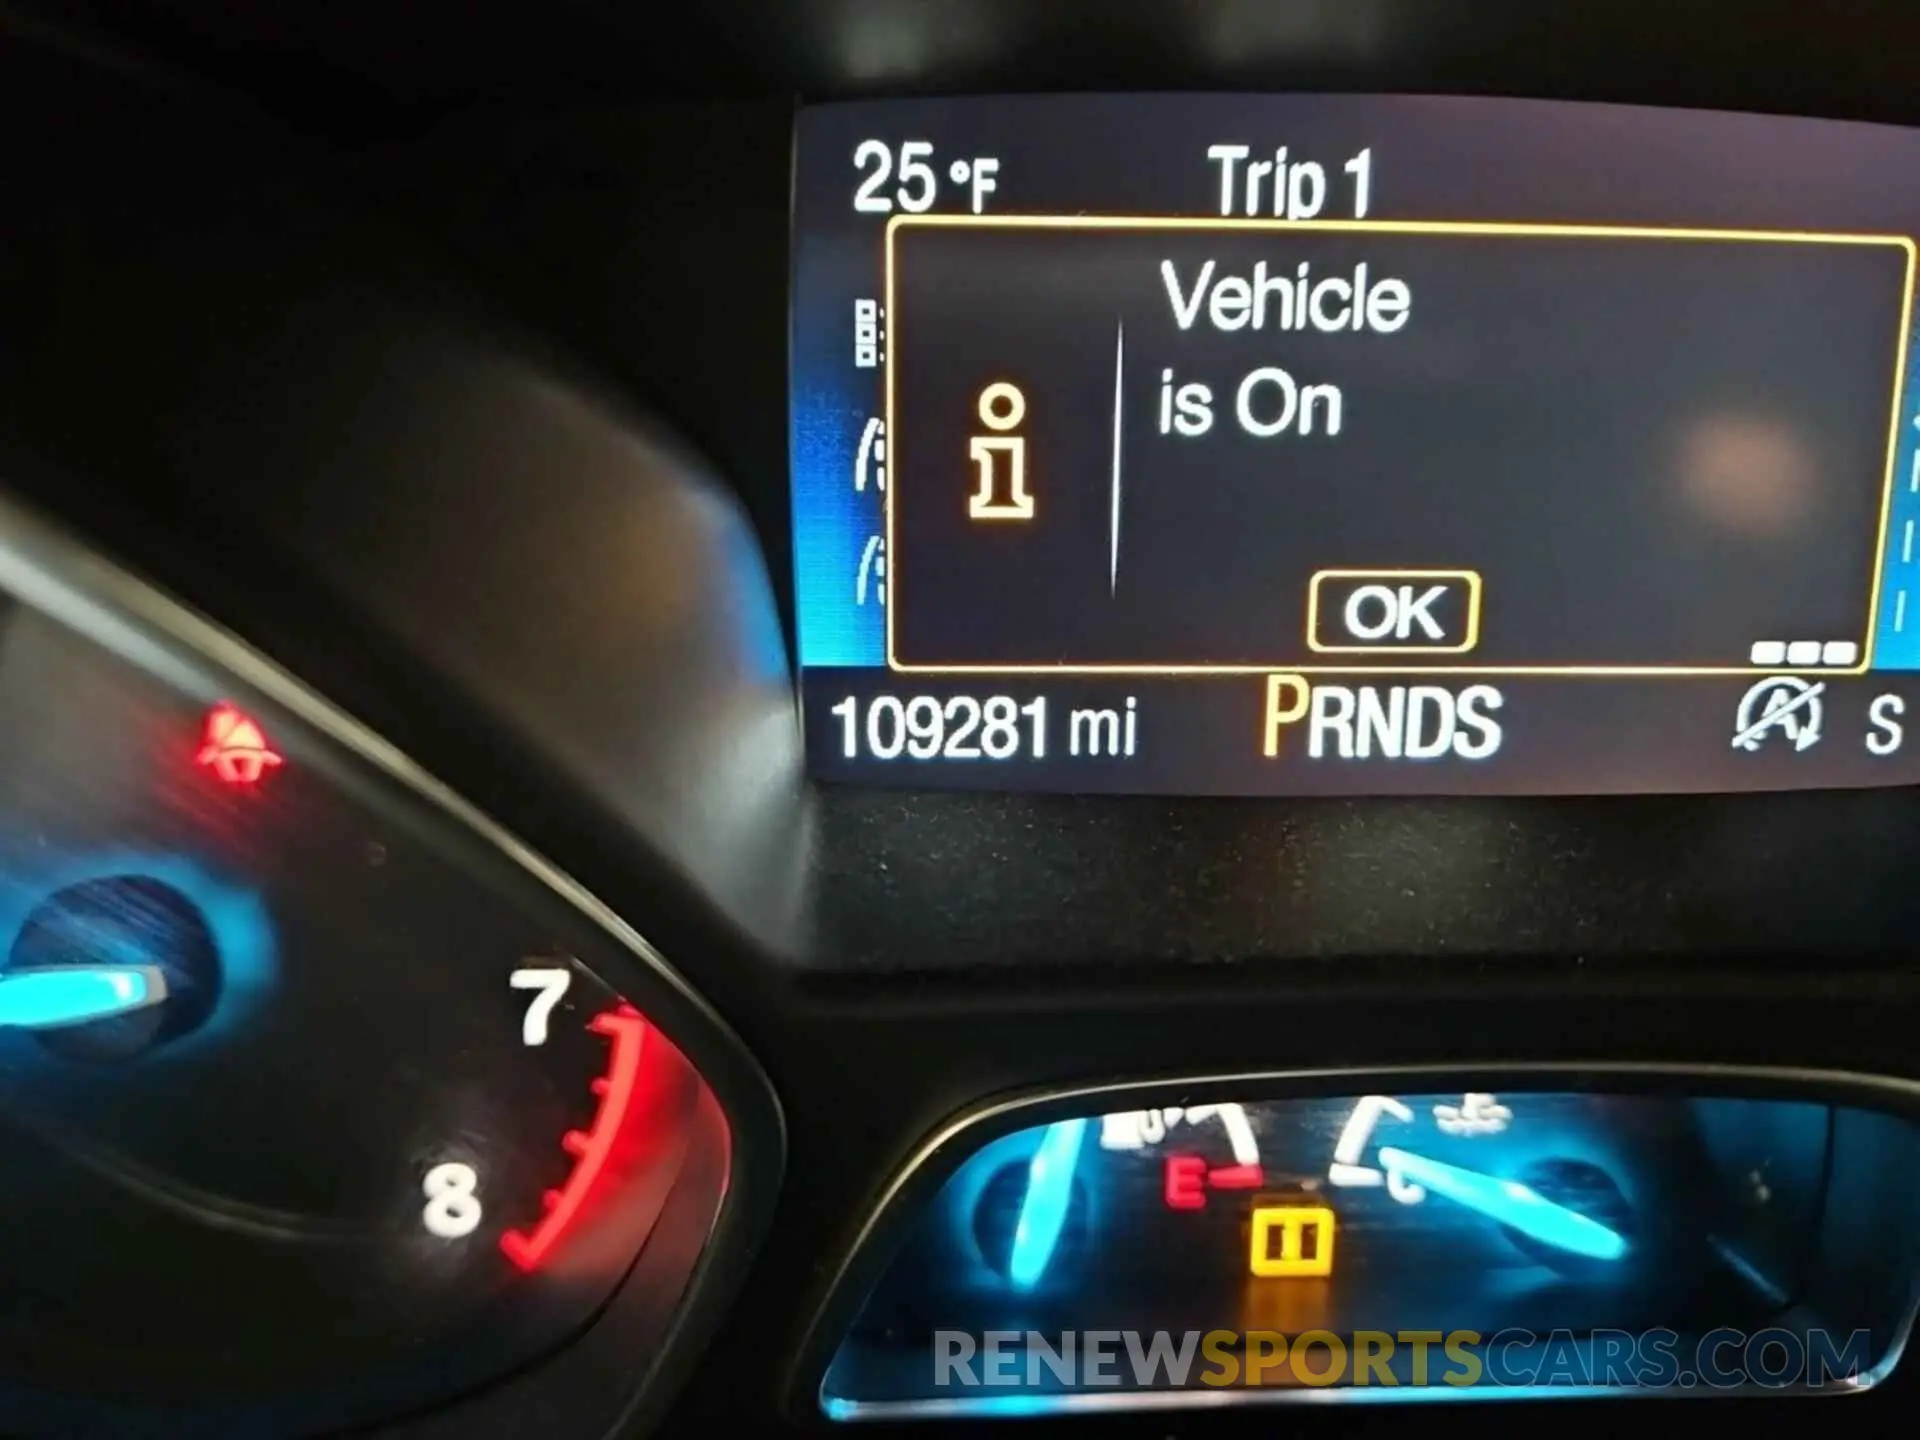 25 °F Trip 1
Vehicle
is On
OK
109281 mi PRNDS S
7
8
E C
RENEWSPORTSCARS.COM